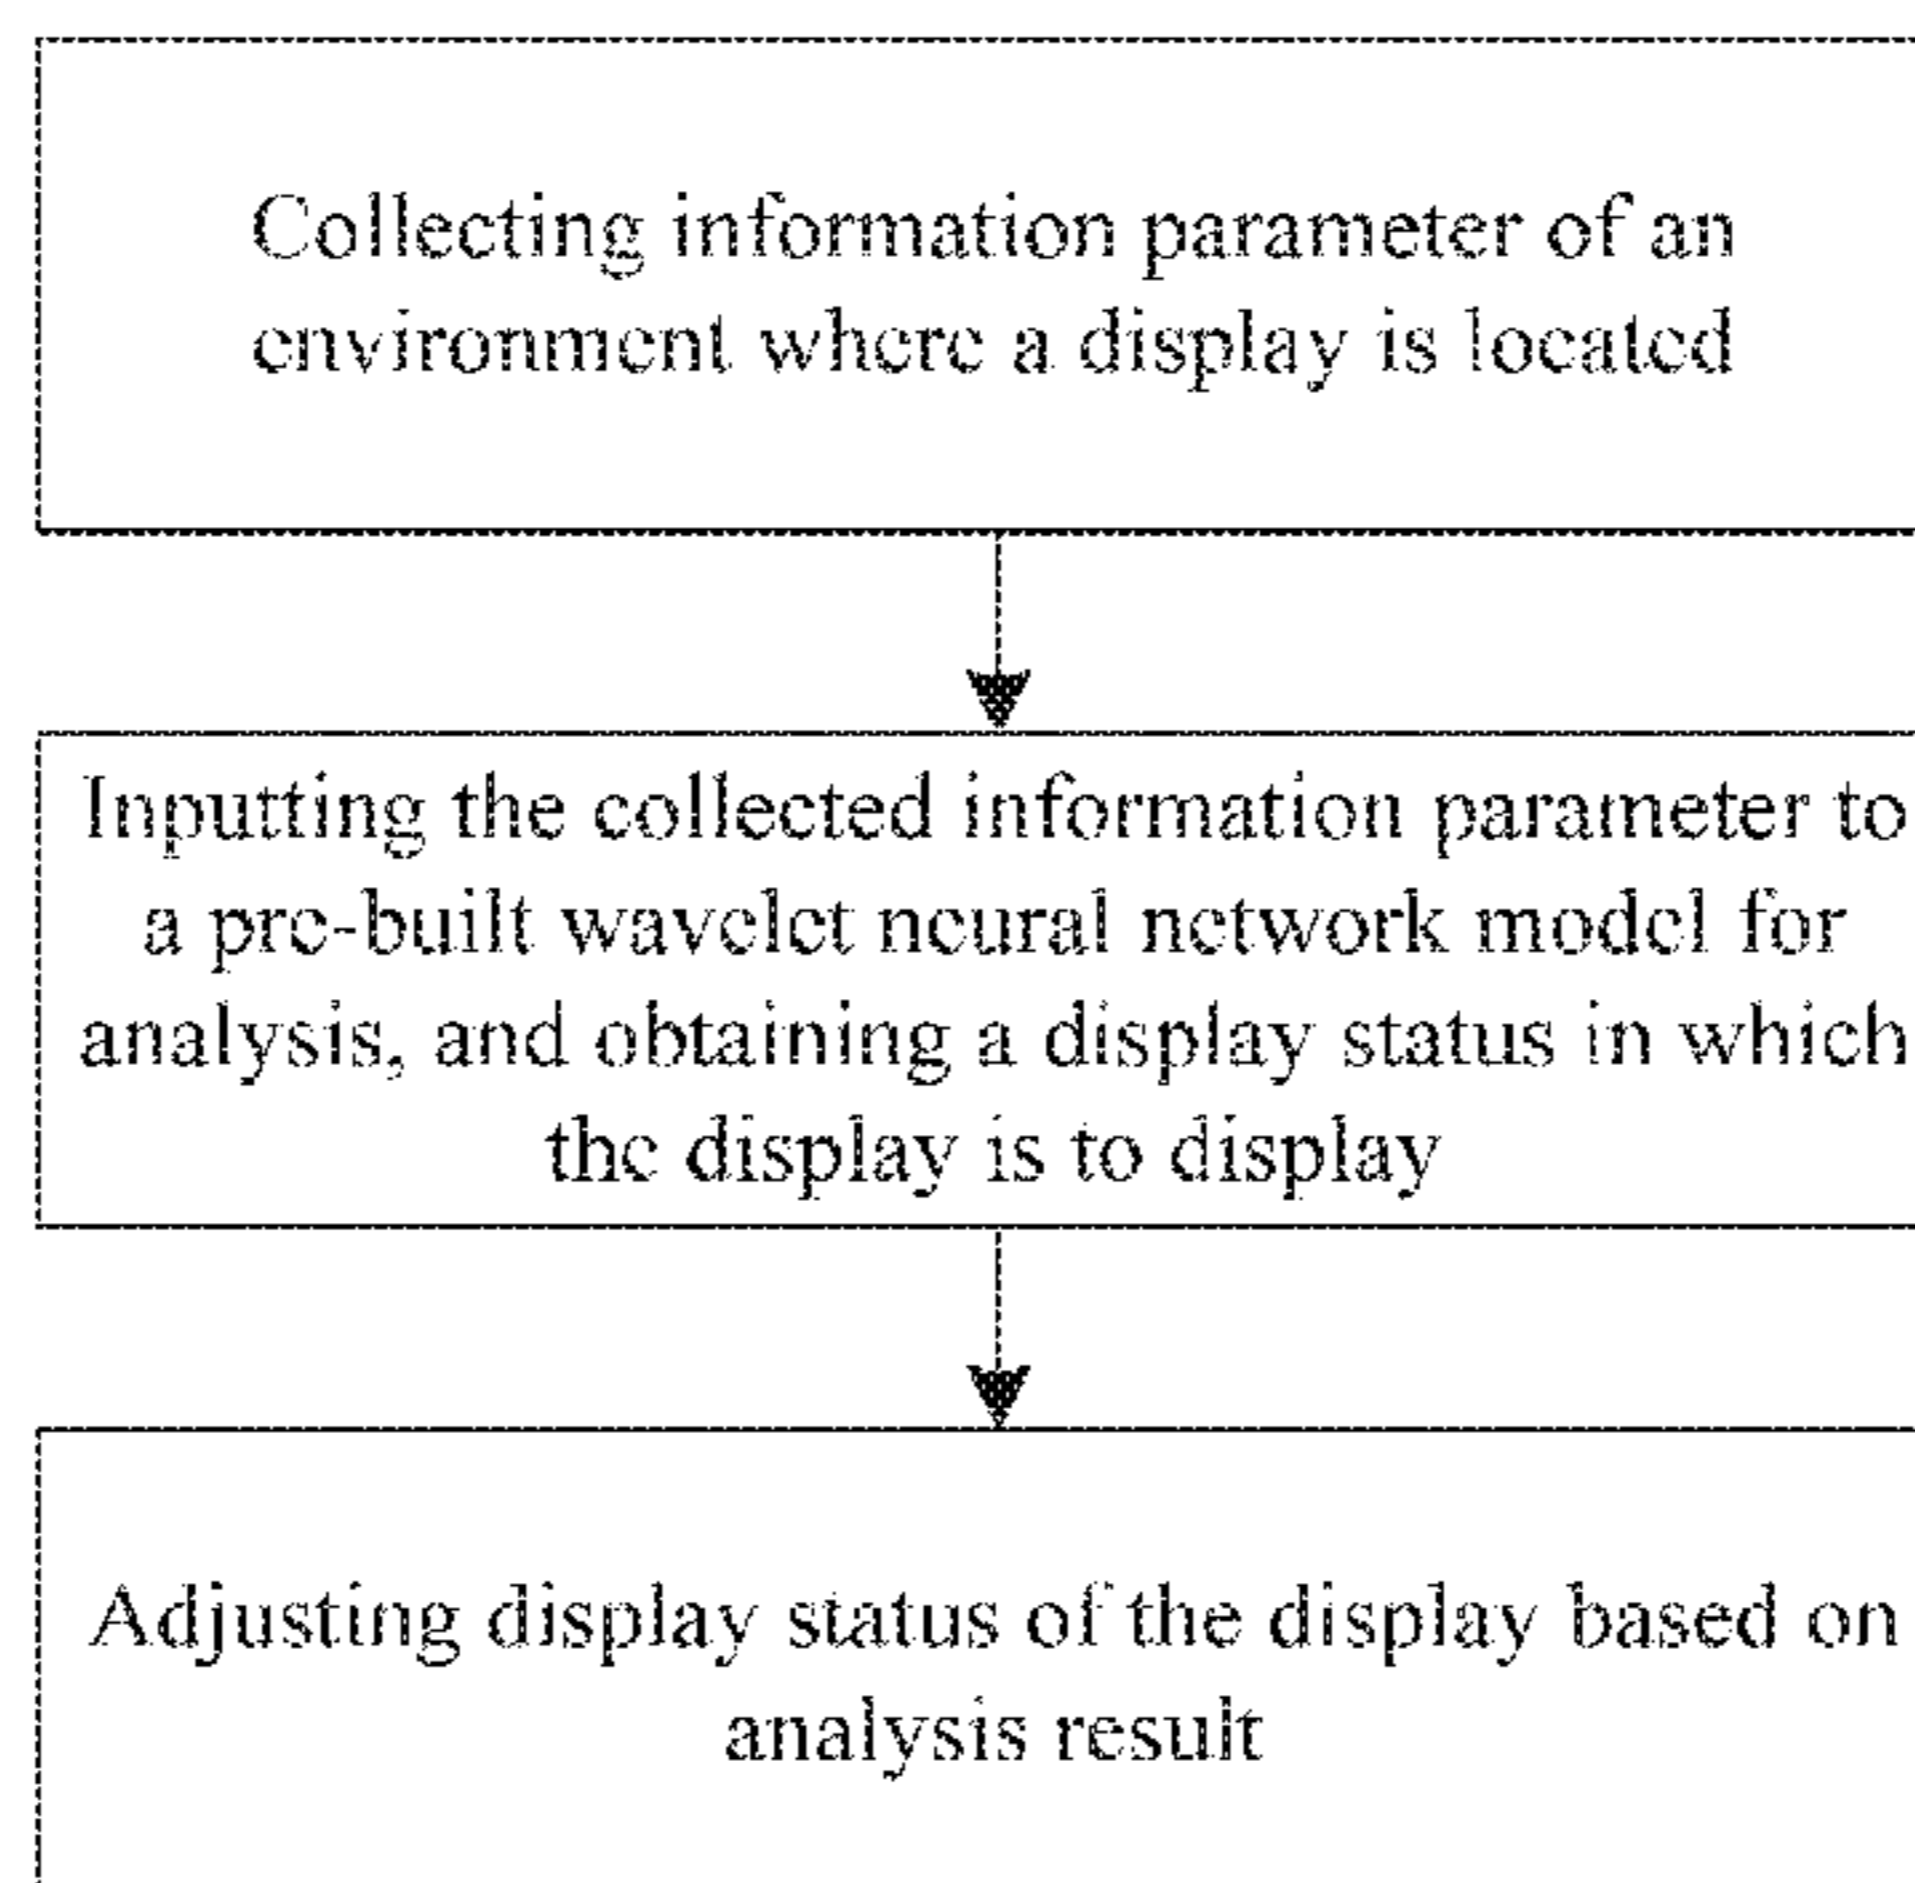 Collecting information parameter of an
environment where a display is located
Inputting the collected information parameter to
a pre-built wavelet neural network model for
analysis, and obtaining a display status in which
the display is to display
Adjusting display status of the display based on
analysis result